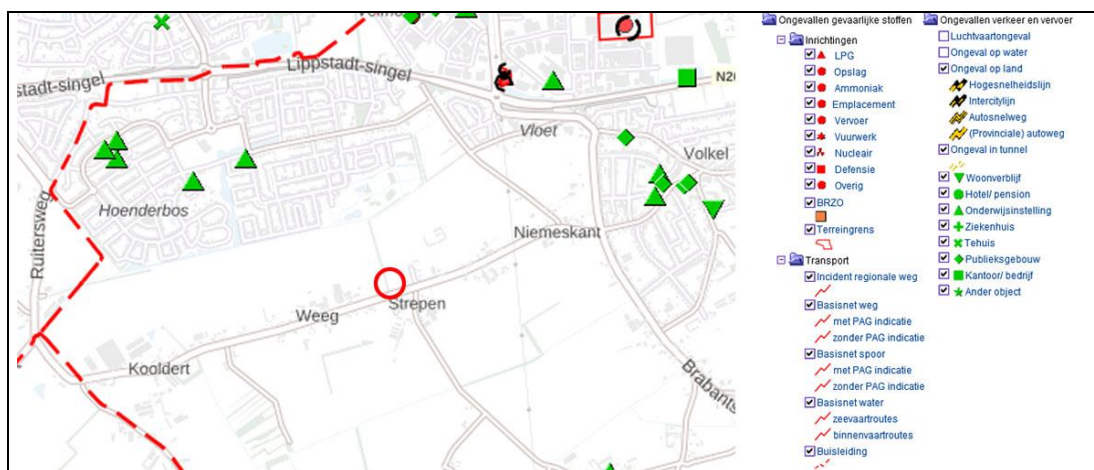 Volmol
stadt-singel
Lippstadt-singel
N26
Vloet
Volkel
Hoenderbos
Ruitersweg
Niemeskant
Strepen
Weeg
Kooldert
Brabants
Ongevallen gevaarlijke stoffen
Inrichtingen
LPG
Opslag
Ammoniak
Emplacement
Vervoer
Vuurwerk
Nucleair
Defensie
Overig
BRZO
Terreingrens
Transport
Incident regionale weg
Basisnet weg
met PAG indicatie
zonder PAG indicatie
Basisnet spoor
met PAG indicatie
zonder PAG indicatie
Basisnet water
zeevaartroutes
binnenvaartroutes
Buisleiding
Ongevallen verkeer en vervoer
Luchtvaartongeval
Ongeval op water
Ongeval op land
Hogesnelheidslijn
Intercitylijn
Autosnelweg
(Provinciale) autoweg
Ongeval in tunnel
Woonverblijf
Hotel/ pension
Onderwijsinstelling
Ziekenhuis
Tehuis
Publieksgebouw
Kantoor/ bedrijf
Ander object